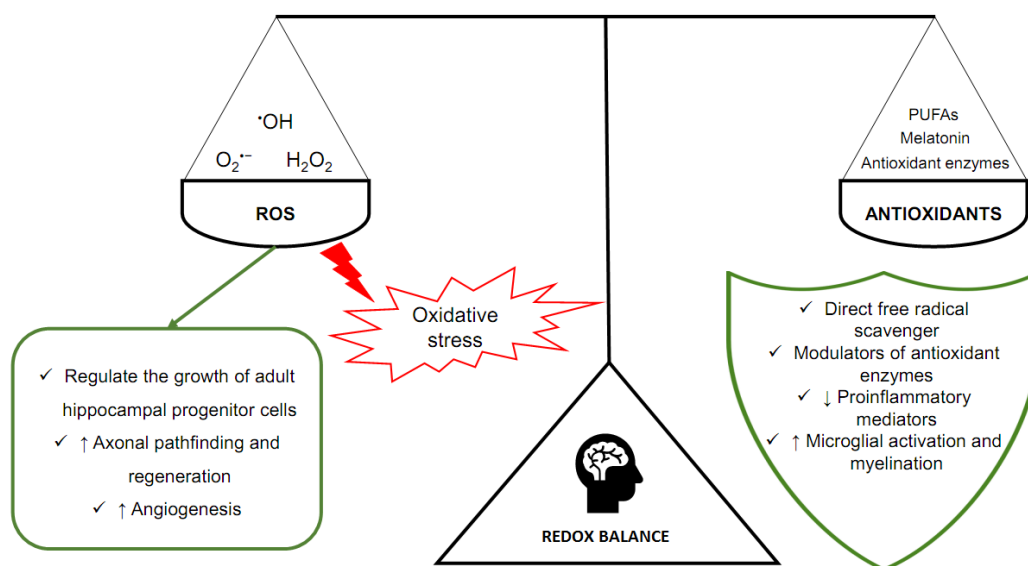 •OH
O₂•− H₂O₂
ROS
PUFAs
Melatonin
Antioxidant enzymes
ANTIOXIDANTS
Oxidative
stress
✓ Regulate the growth of adult
hippocampal progenitor cells
✓ ↑ Axonal pathfinding and
regeneration
✓ ↑ Angiogenesis
✓ Direct free radical
scavenger
✓ Modulators of antioxidant
enzymes
✓ ↓ Proinflammatory
mediators
✓ ↑ Microglial activation and
myelination
REDOX BALANCE